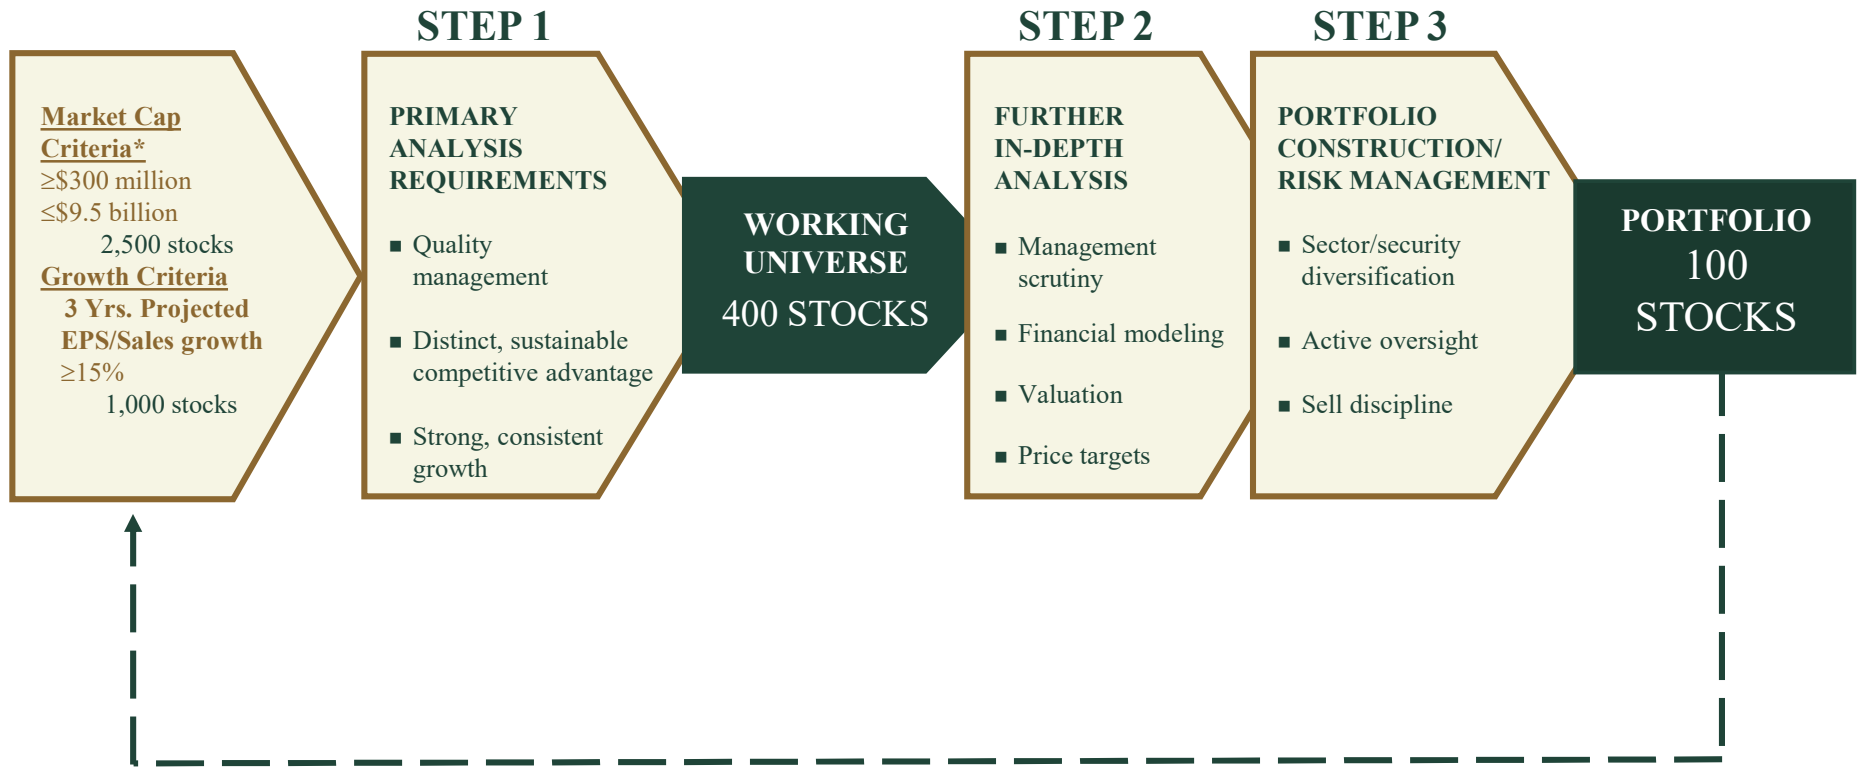 STEP 1
STEP 2
STEP 3
Market Cap
Criteria*
≥$300 million
≤$9.5 billion
2,500 stocks
Growth Criteria
3 Yrs. Projected
EPS/Sales growth
≥15%
1,000 stocks
PRIMARY
ANALYSIS
REQUIREMENTS
▪ Quality
management
▪ Distinct, sustainable
competitive advantage
▪ Strong, consistent
growth
WORKING
UNIVERSE
400 STOCKS
FURTHER
IN-DEPTH
ANALYSIS
▪ Management
scrutiny
▪ Financial modeling
▪ Valuation
▪ Price targets
PORTFOLIO
CONSTRUCTION/
RISK MANAGEMENT
▪ Sector/security
diversification
▪ Active oversight
▪ Sell discipline
PORTFOLIO
100
STOCKS